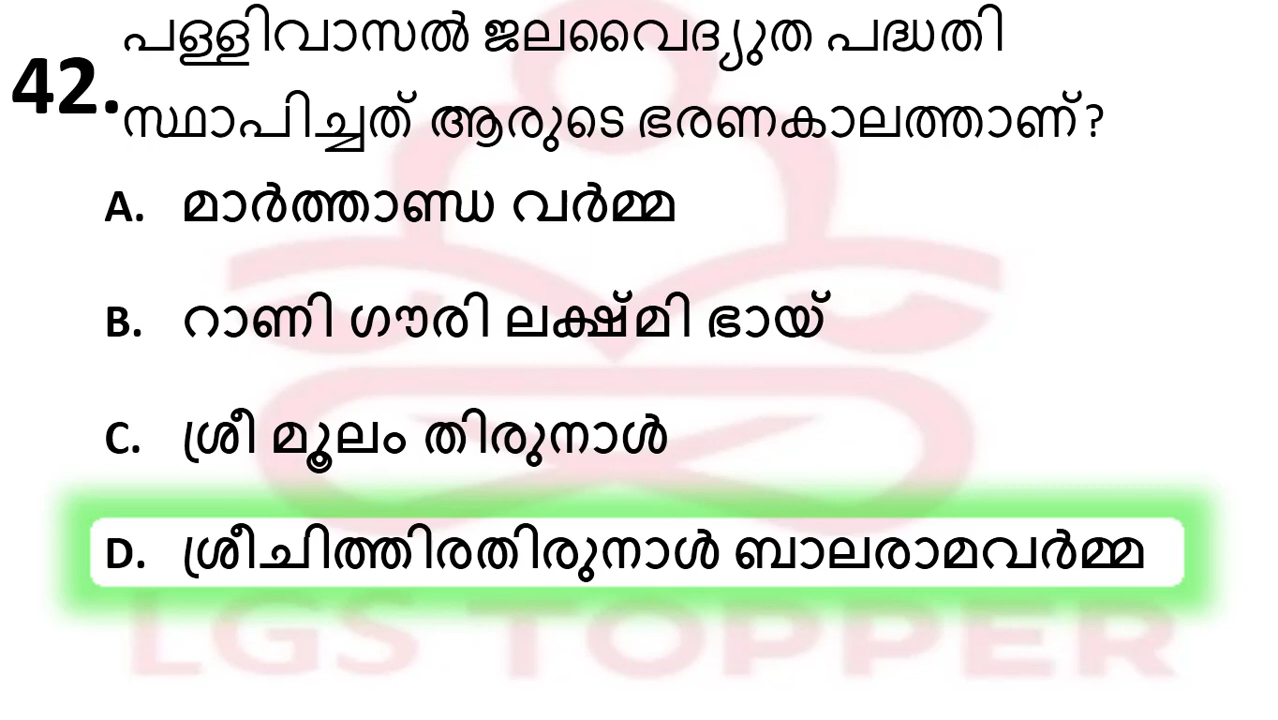 42. പള്ളിവാസൽ ജലവൈദ്യുത പദ്ധതി
സ്ഥാപിച്ചത് ആരുടെ ഭരണകാലത്താണ്?
A. മാർത്താണ്ഡ വർമ്മ
B. റാണി ഗൗരി ലക്ഷ്മി ഭായ്
C. ശ്രീ മൂലം തിരുനാൾ
D. ശ്രീചിത്തിരതിരുനാൾ ബാലരാമവർമ്മ
LGS TOPPER